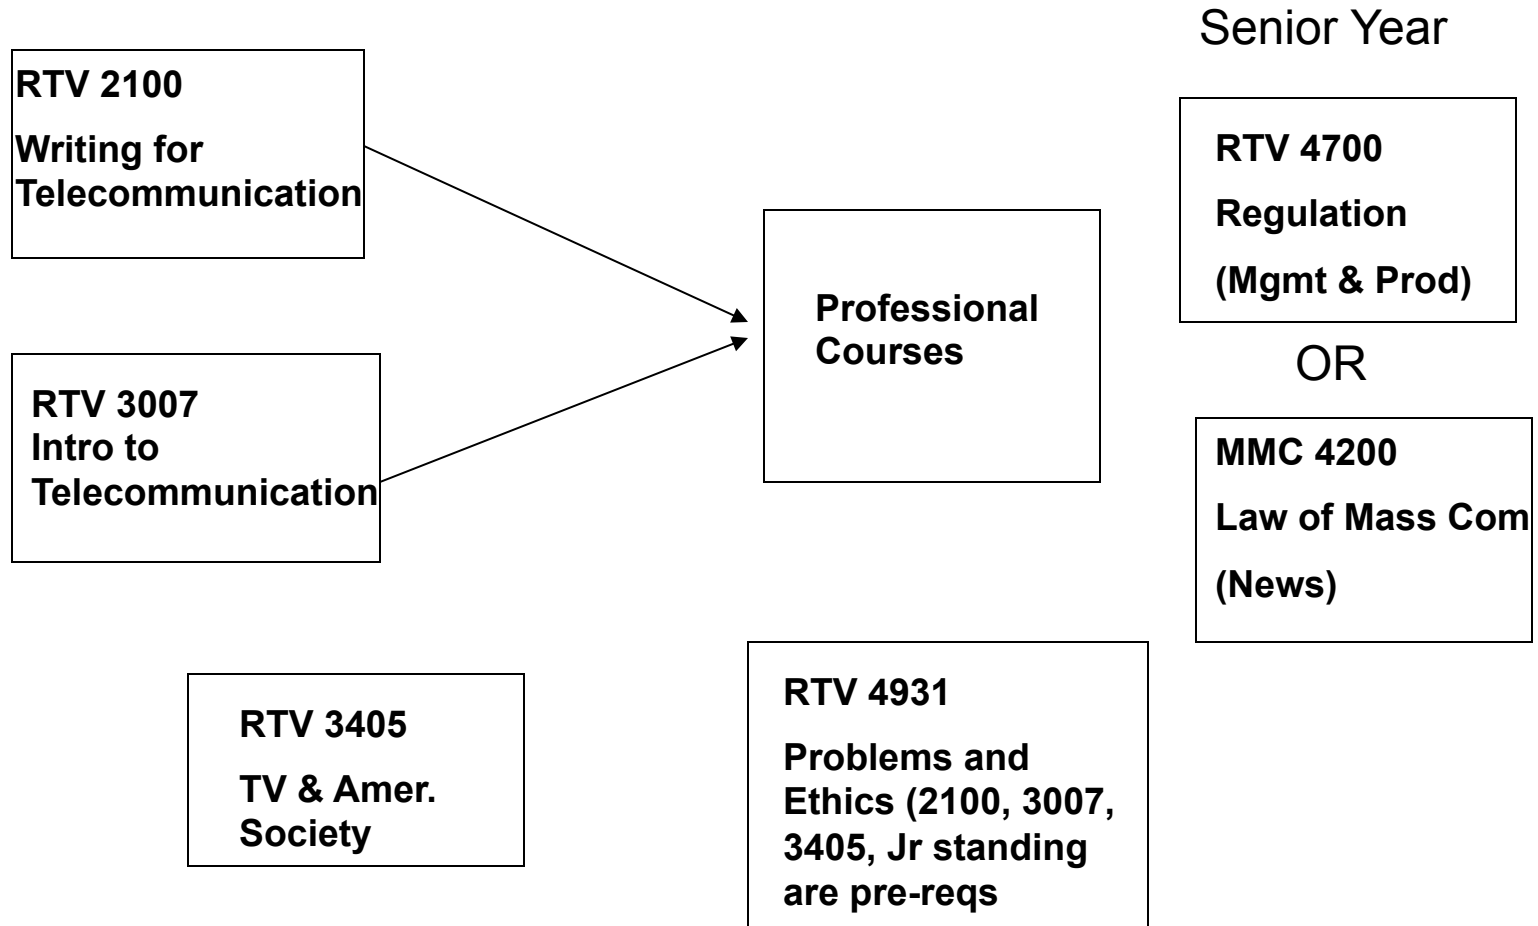 Senior Year
RTV 2100
Writing for
Telecommunication
RTV 3007
Intro to
Telecommunication
Professional
Courses
RTV 4700
Regulation
(Mgmt & Prod)
OR
MMC 4200
Law of Mass Com
(News)
RTV 3405
TV & Amer.
Society
RTV 4931
Problems and
Ethics (2100, 3007,
3405, Jr standing
are pre-reqs